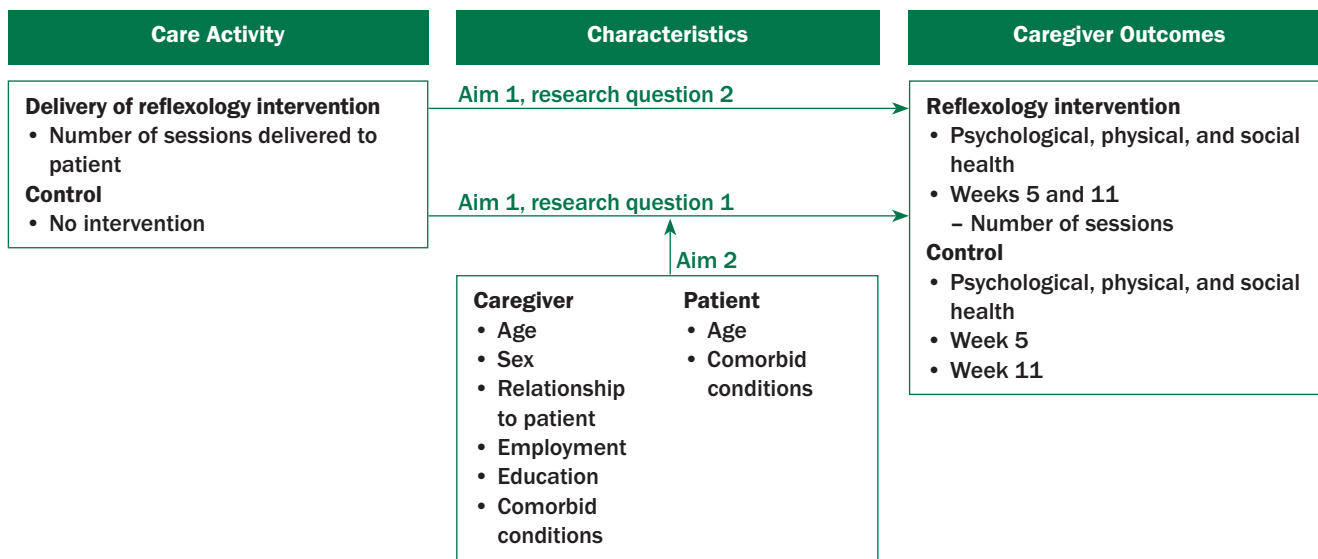 Care Activity
Characteristics
Caregiver Outcomes
Delivery of reflexology intervention
• Number of sessions delivered to
patient
Control
• No intervention
Aim 1, research question 2
Aim 1, research question 1
Aim 2
Caregiver
• Age
• Sex
• Relationship
to patient
• Employment
• Education
• Comorbid
conditions
Patient
• Age
• Comorbid
conditions
Reflexology intervention
• Psychological, physical, and social
health
• Weeks 5 and 11
– Number of sessions
Control
• Psychological, physical, and social
health
• Week 5
• Week 11